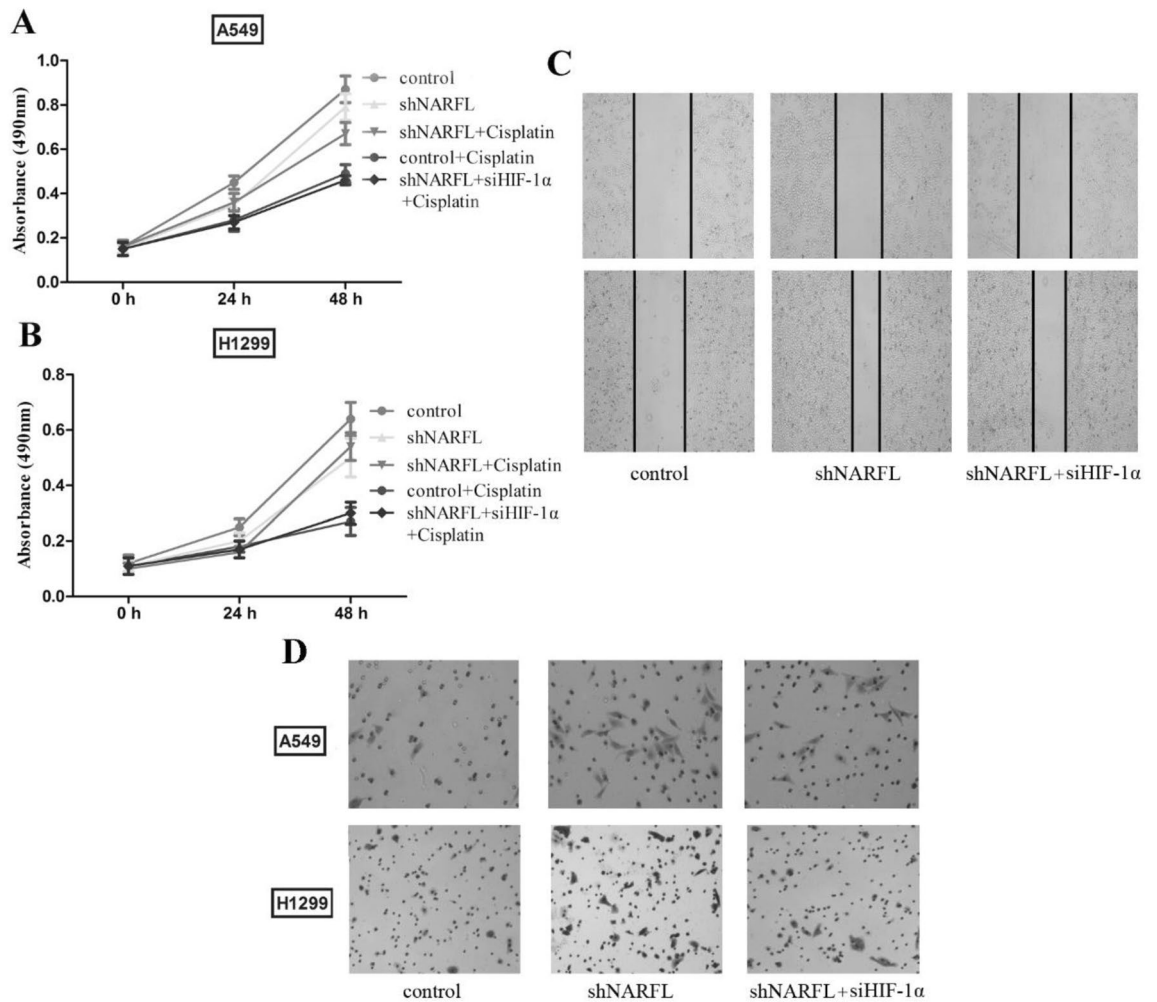 A
A549
Absorbance (490nm)
1.0
0.8
0.6
0.4
0.2
0.0
0 h
24 h
48 h
control
shNARFL
shNARFL+Cisplatin
control+Cisplatin
shNARFL+siHIF-1α
+Cisplatin
B
H1299
Absorbance (490nm)
0.8
0.6
0.4
0.2
0.0
0 h
24 h
48 h
control
shNARFL
shNARFL+Cisplatin
control+Cisplatin
shNARFL+siHIF-1α
+Cisplatin
C
control
shNARFL
shNARFL+siHIF-1α
D
A549
H1299
control
shNARFL
shNARFL+siHIF-1α